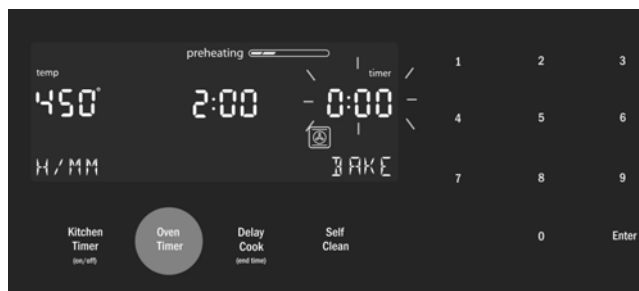 preheating
temp
timer
450°
2:00
0:00
H/MM
BAKE
Kitchen
Timer
(on/off)
Oven
Timer
Delay
Cook
(end time)
Self
Clean
1 2 3
4 5 6
7 8 9
0 Enter